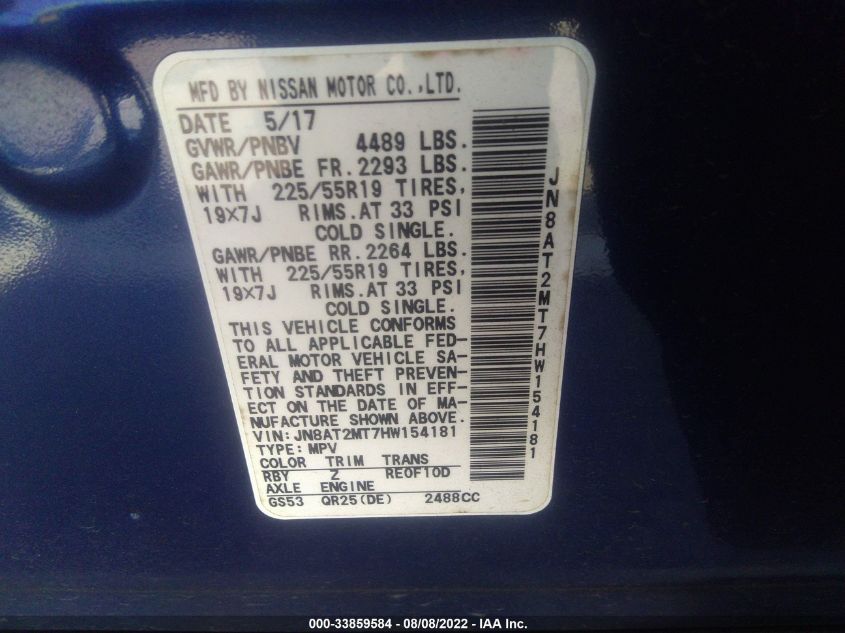 MFD BY NISSAN MOTOR CO.,LTD.
DATE 5/17
GVWR/PNBV 4489 LBS.
GAWR/PNBE FR.2293 LBS.
WITH 225/55R19 TIRES,
19×7J RIMS.AT 33 PSI
COLD SINGLE.
GAWR/PNBE RR.2264 LBS.
WITH 225/55R19 TIRES,
19×7J RIMS.AT 33 PSI
COLD SINGLE.
THIS VEHICLE CONFORMS
TO ALL APPLICABLE FED-
ERAL MOTOR VEHICLE SA-
FETY AND THEFT PREVEN-
TION STANDARDS IN EFF-
ECT ON THE DATE OF MA-
NUFACTURE SHOWN ABOVE.
VIN:JN8AT2MT7HW154181
TYPE:MPV
COLOR TRIM TRANS
RBY Z RE0F10D
AXLE ENGINE
GS53 QR25(DE) 2488CC
JN8AT2MT7HW154181
000-33859584 - 08/08/2022 - IAA Inc.